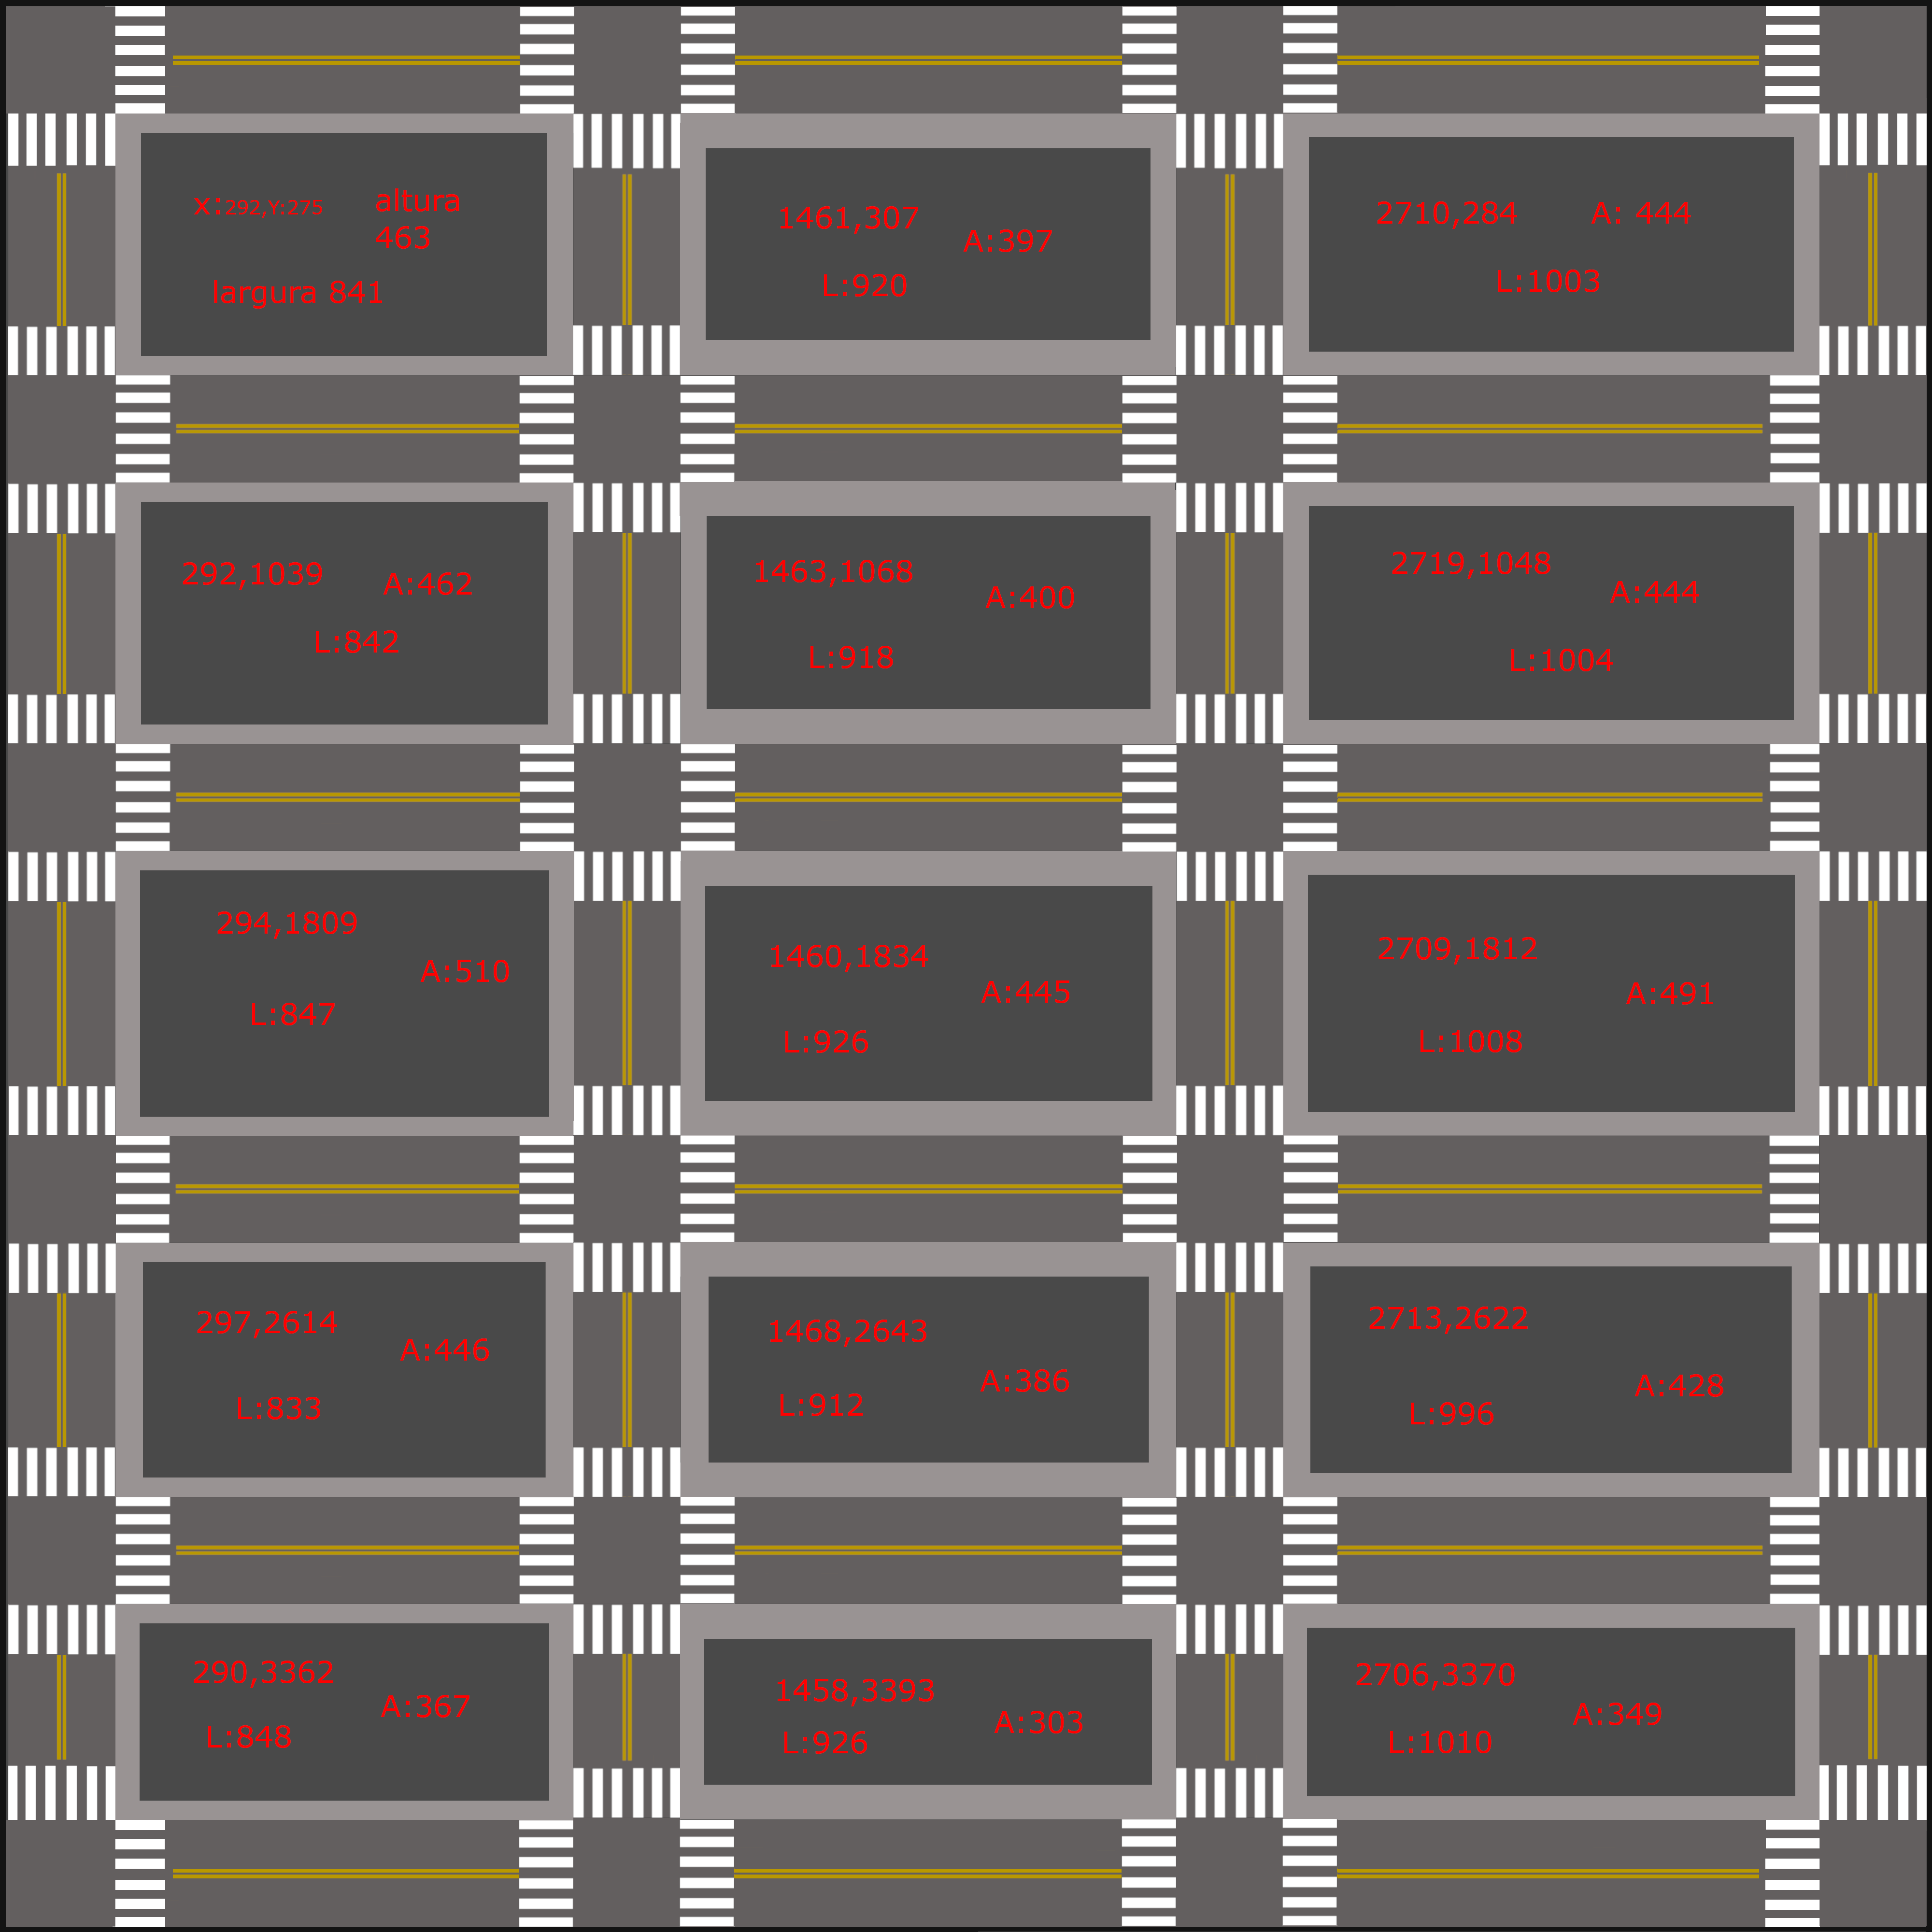 x:292,Y:275 altura
463
largura 841
1461,307
A:397
L:920
2710,284 A: 444
L:1003
292,1039
A:462
L:842
1463,1068
A:400
L:918
2719,1048
A:444
L:1004
294,1809
A:510
L:847
1460,1834
A:445
L:926
2709,1812
A:491
L:1008
297,2614
A:446
L:833
1468,2643
A:386
L:912
2713,2622
A:428
L:996
290,3362
A:367
L:848
1458,3393
A:303
L:926
2706,3370
A:349
L:1010